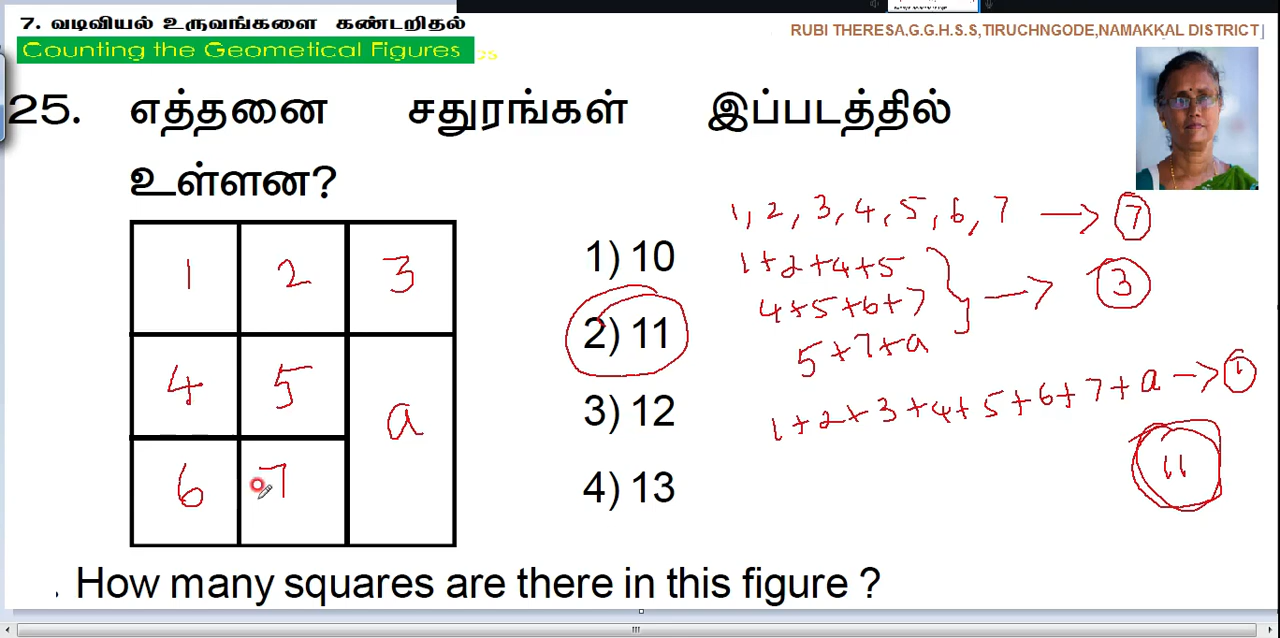 7. வடிவியல் உருவங்களை கண்டறிதல்
Counting the Geometical Figures
RUBI THERESA,G.G.H.S.S,TIRUCHNGODE,NAMAKKAL DISTRICT]
25. எத்தனை சதுரங்கள் இப்படத்தில்
உள்ளன?
1 2 3
4 5 a
6 7
1) 10
2) 11
3) 12
4) 13
1, 2, 3, 4, 5, 6, 7 → 7
1+2+4+5
4+5+6+7
5+7+a
} → 3
1+2+3+4+5+6+7+a → 1
11
. How many squares are there in this figure ?